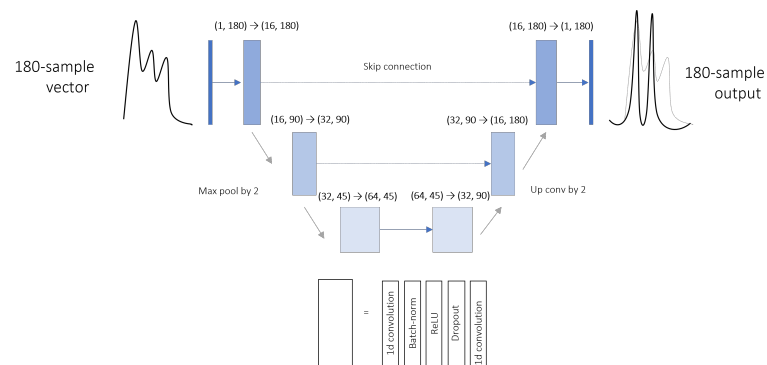 (1, 180) → (16, 180)
(16, 180) → (1, 180)
180-sample
vector
Skip connection
180-sample
output
(16, 90) → (32, 90)
(32, 90 → (16, 180)
Max pool by 2
(32, 45) → (64, 45)
(64, 45) → (32, 90)
Up conv by 2
=
1d convolution
Batch-norm
ReLU
Dropout
1d convolution